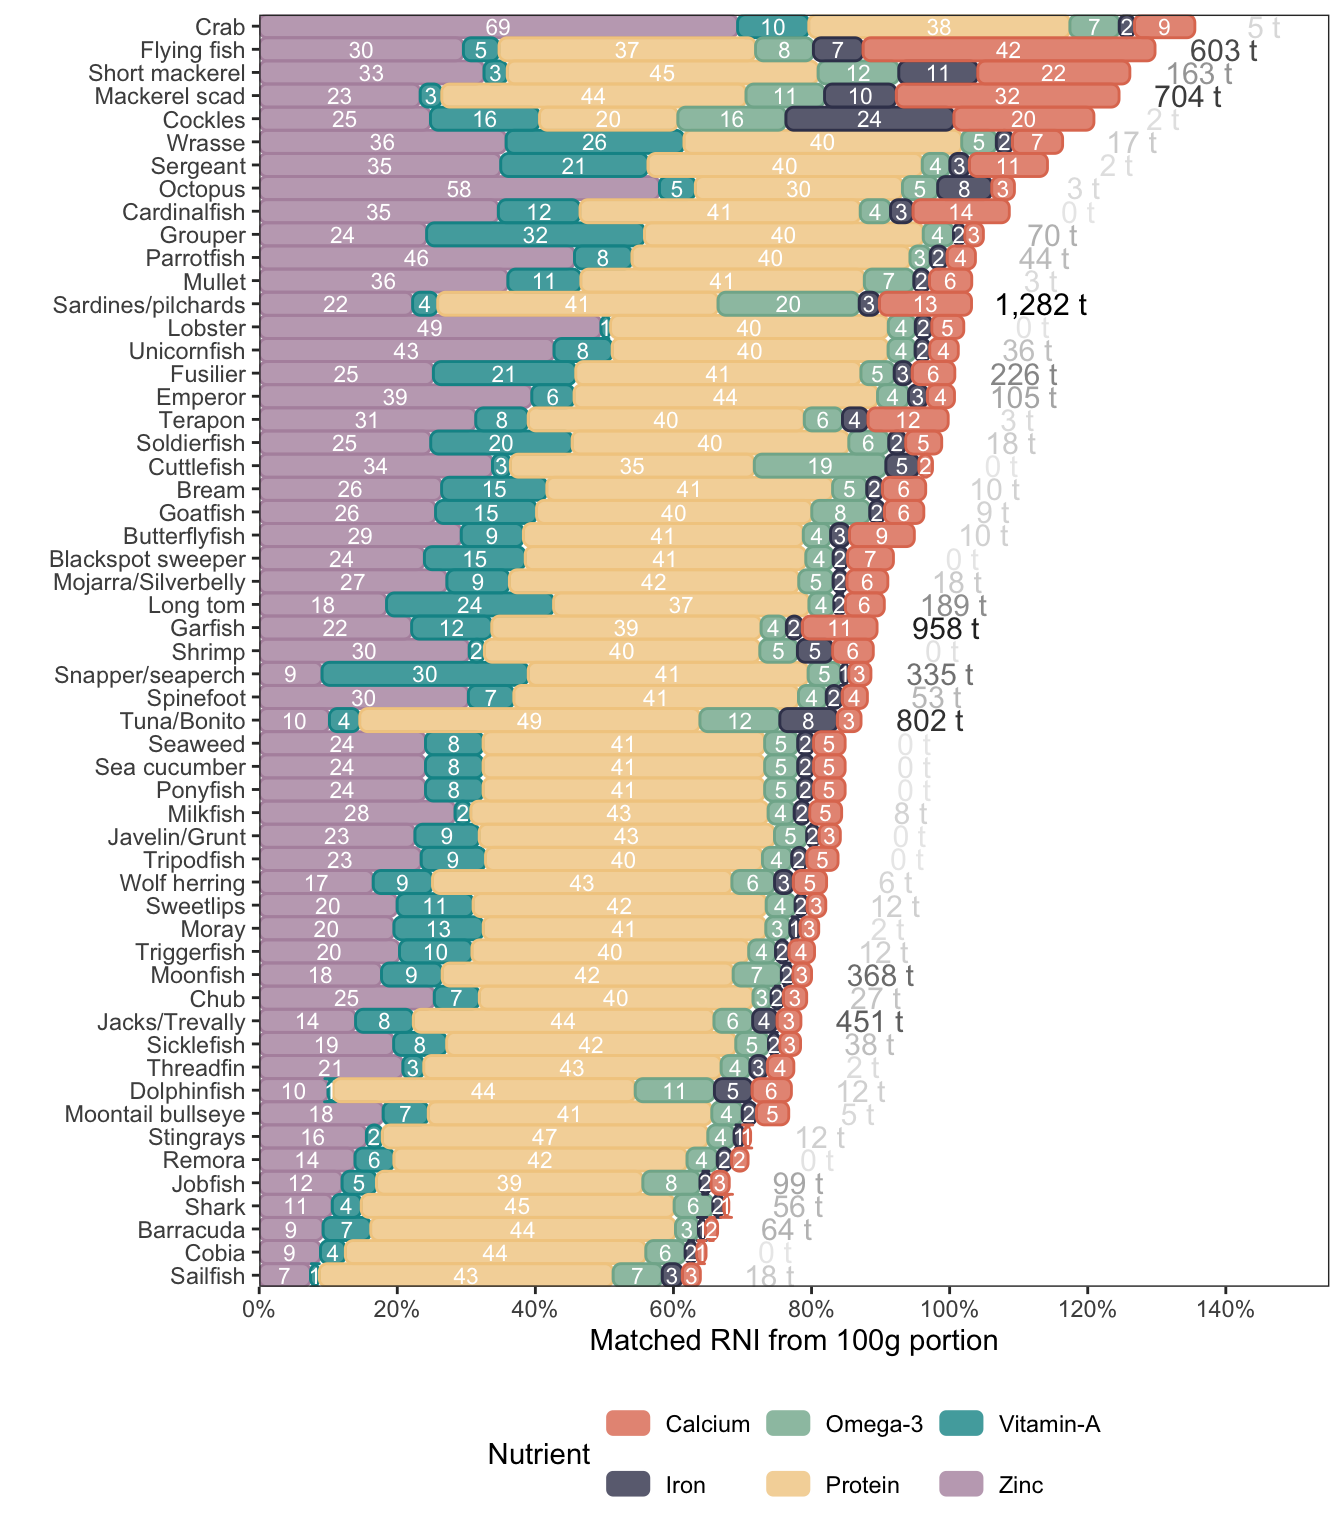 Crab 69 10 38 7 2 9 5 t
Flying fish 30 5 37 8 7 42 603 t
Short mackerel 33 3 45 12 11 22 163 t
Mackerel scad 23 3 44 11 10 32 704 t
Cockles 25 16 20 16 24 20 2 t
Wrasse 36 26 40 5 2 7 17 t
Sergeant 35 21 40 4 3 11 2 t
Octopus 58 5 30 5 8 3 3 t
Cardinalfish 35 12 41 4 3 14 0 t
Grouper 24 32 40 4 2 3 70 t
Parrotfish 46 8 40 3 2 4 44 t
Mullet 36 11 41 7 2 6 3 t
Sardines/pilchards 22 4 41 20 3 13 1,282 t
Lobster 49 1 40 4 2 5 0 t
Unicornfish 43 8 40 4 2 4 36 t
Fusilier 25 21 41 5 3 6 226 t
Emperor 39 6 44 4 3 4 105 t
Terapon 31 8 40 6 4 12 3 t
Soldierfish 25 20 40 6 2 5 18 t
Cuttlefish 34 3 35 19 5 2 0 t
Bream 26 15 41 5 2 6 10 t
Goatfish 26 15 40 8 2 6 9 t
Butterflyfish 29 9 41 4 3 9 10 t
Blackspot sweeper 24 15 41 4 2 7 0 t
Mojarra/Silverbelly 27 9 42 5 2 6 18 t
Long tom 18 24 37 4 2 6 189 t
Garfish 22 12 39 4 2 11 958 t
Shrimp 30 2 40 5 5 6 0 t
Snapper/seaperch 9 30 41 5 1 3 335 t
Spinefoot 30 7 41 4 2 4 53 t
Tuna/Bonito 10 4 49 12 8 3 802 t
Seaweed 24 8 41 5 2 5 0 t
Sea cucumber 24 8 41 5 2 5 0 t
Ponyfish 24 8 41 5 2 5 0 t
Milkfish 28 2 43 4 2 5 8 t
Javelin/Grunt 23 9 43 5 2 3 0 t
Tripodfish 23 9 40 4 2 5 0 t
Wolf herring 17 9 43 6 3 5 6 t
Sweetlips 20 11 42 4 2 3 12 t
Moray 20 13 41 3 1 3 2 t
Triggerfish 20 10 40 4 2 4 12 t
Moonfish 18 9 42 7 2 3 368 t
Chub 25 7 40 3 2 3 27 t
Jacks/Trevally 14 8 44 6 4 3 451 t
Sicklefish 19 8 42 5 2 3 38 t
Threadfin 21 3 43 4 3 4 2 t
Dolphinfish 10 1 44 11 5 6 12 t
Moontail bullseye 18 7 41 4 2 5 5 t
Stingrays 16 2 47 4 1 1 12 t
Remora 14 6 42 4 2 2 0 t
Jobfish 12 5 39 8 2 3 99 t
Shark 11 4 45 6 2 1 56 t
Barracuda 9 7 44 3 1 2 64 t
Cobia 9 4 44 6 2 1 0 t
Sailfish 7 1 43 7 3 3 18 t
0% 20% 40% 60% 80% 100% 120% 140%
Matched RNI from 100g portion
Nutrient
Calcium Omega-3 Vitamin-A
Iron Protein Zinc